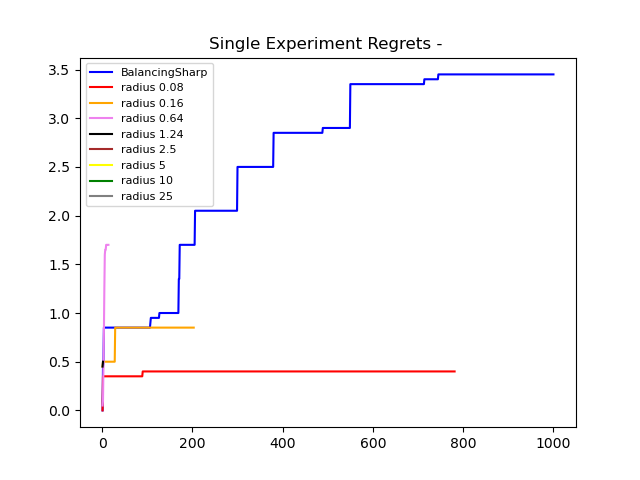 Single Experiment Regrets -
3.5
3.0
2.5
2.0
1.5
1.0
0.5
0.0
BalancingSharp
radius 0.08
radius 0.16
radius 0.64
radius 1.24
radius 2.5
radius 5
radius 10
radius 25
0 200 400 600 800 1000